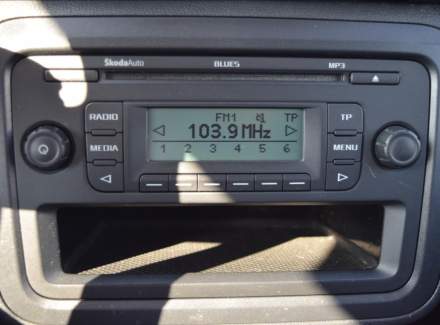 ŠkodaAuto BLUES MP3
RADIO FM1 TP TP
103.9 MHz
MEDIA 1 2 3 4 5 6 MENU